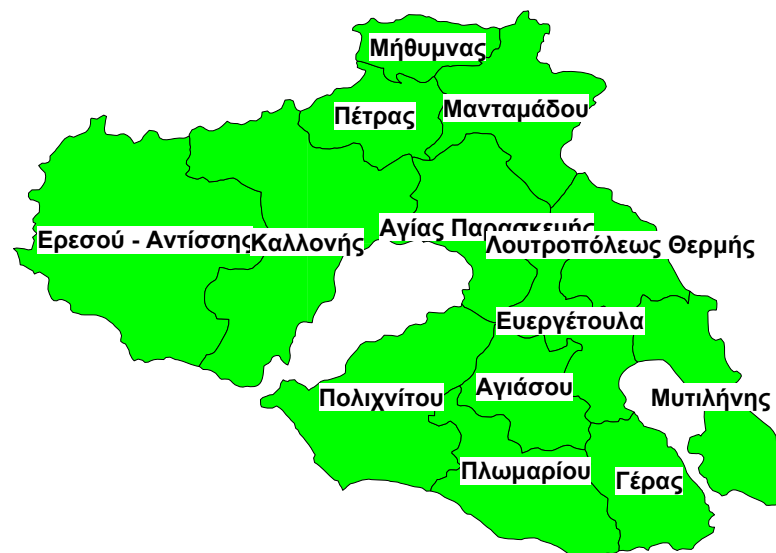 Μήθυμνας
Πέτρας
Μανταμάδου
Ερεσού - Αντίσσης
Καλλονής
Αγίας Παρασκευής
Λουτροπόλεως Θερμής
Ευεργέτουλα
Πολιχνίτου
Αγιάσου
Μυτιλήνης
Πλωμαρίου
Γέρας